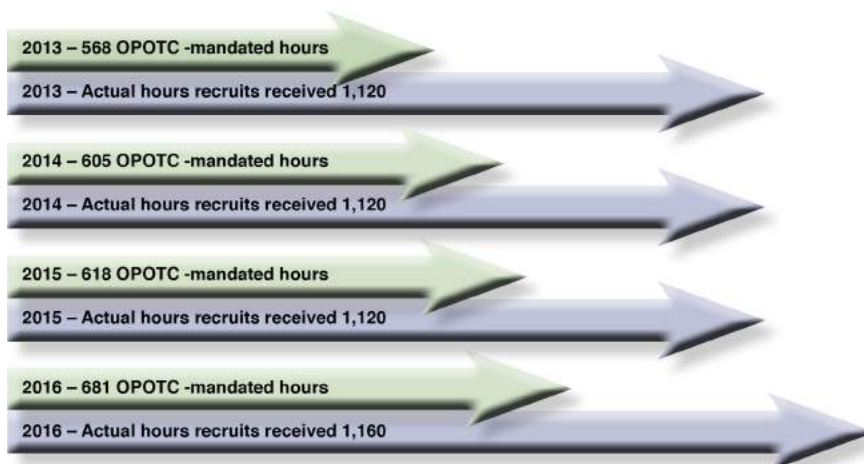 2013 – 568 OPOTC -mandated hours
2013 – Actual hours recruits received 1,120
2014 – 605 OPOTC -mandated hours
2014 – Actual hours recruits received 1,120
2015 – 618 OPOTC -mandated hours
2015 – Actual hours recruits received 1,120
2016 – 681 OPOTC -mandated hours
2016 – Actual hours recruits received 1,160